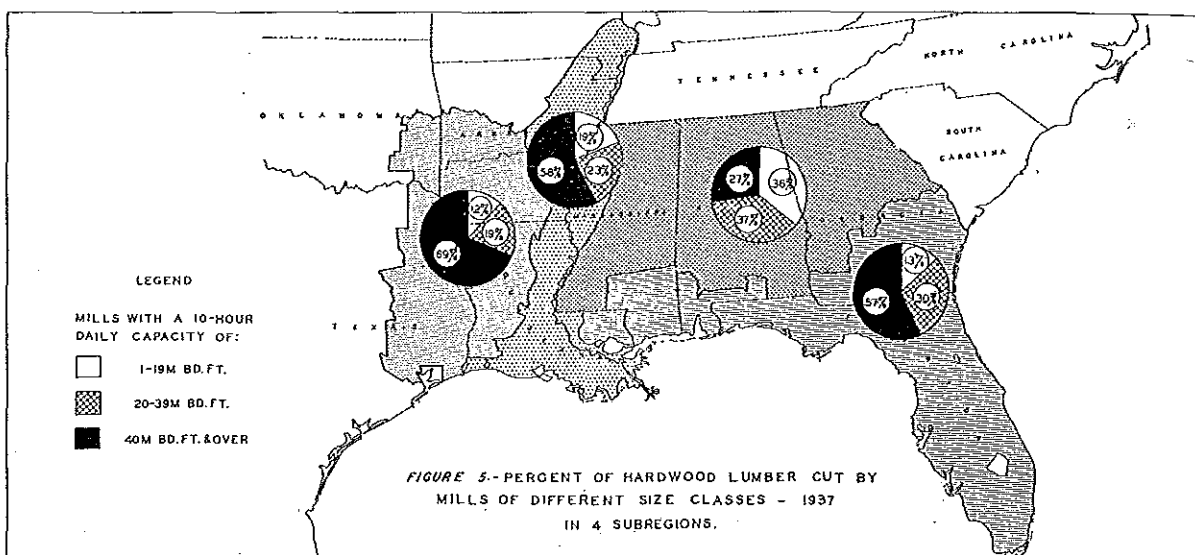 NORTH CAROLINA
TENNESSEE
OKLAHOMA
ARK
SOUTH
CAROLINA
19%
58%
23%
27%
36%
37%
MISSISSIPPI
12%
19%
69%
13%
57%
30%
TEXAS
LEGEND
MILLS WITH A 10-HOUR
DAILY CAPACITY OF:
1-19M BD.FT.
20-39M BD.FT.
40M BD.FT.&OVER
FIGURE 5.-PERCENT OF HARDWOOD LUMBER CUT BY
MILLS OF DIFFERENT SIZE CLASSES - 1937
IN 4 SUBREGIONS.